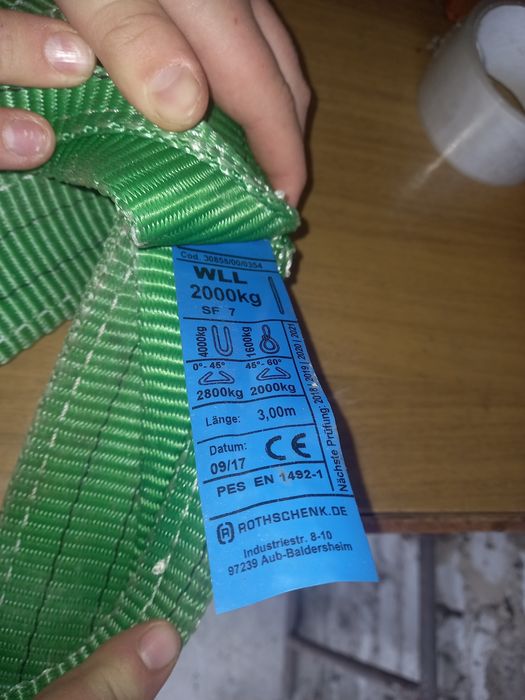 Cod. 30858/00/0354
WLL
2000kg
SF 7
4000kg
1600kg
0°- 45°
45°- 60°
2800kg
2000kg
Länge: 3,00m
Datum:
09/17
CE
PES EN 1492-1
Nächste Prüfung: 2018 | 2019 | 2020 | 2021
ROTHSCHENK.DE
Industriestr. 8-10
97239 Aub-Baldersheim